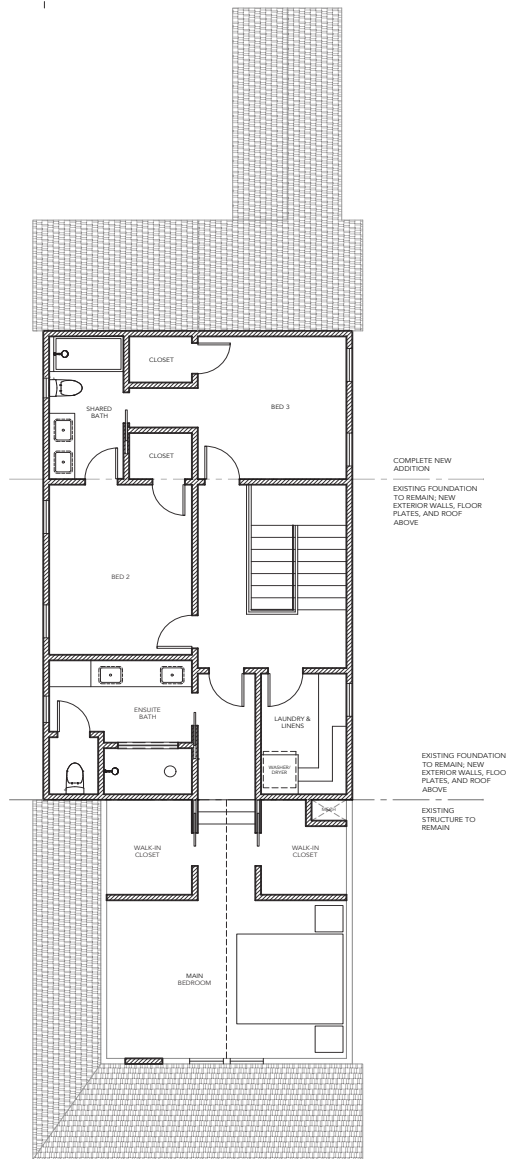 CLOSET
BED 3
SHARED
BATH
CLOSET
COMPLETE NEW
ADDITION
EXISTING FOUNDATION
TO REMAIN; NEW
EXTERIOR WALLS, FLOOR
PLATES, AND ROOF
ABOVE
BED 2
ENSUITE
BATH
LAUNDRY &
LINENS
WASHER/
DRYER
EXISTING FOUNDATION
TO REMAIN; NEW
EXTERIOR WALLS, FLOO
PLATES, AND ROOF
ABOVE
EXISTING
STRUCTURE TO
REMAIN
WALK-IN
CLOSET
WALK-IN
CLOSET
MAIN
BEDROOM